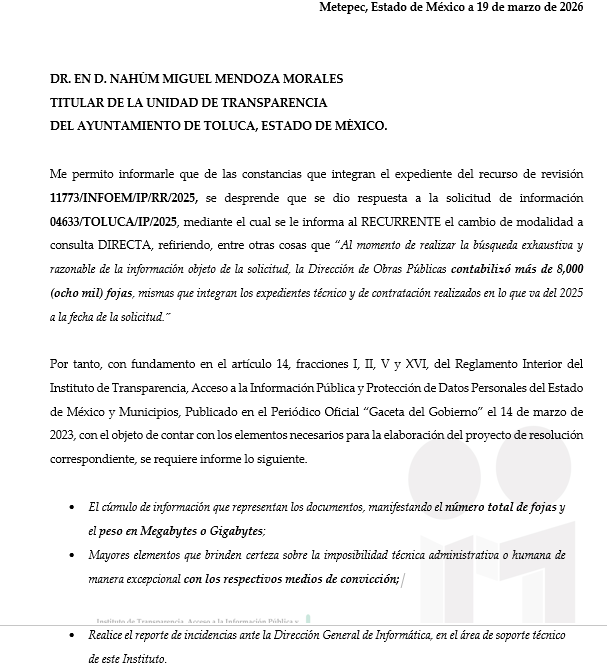 Metepec, Estado de México a 19 de marzo de 2026
DR. EN D. NAHÚM MIGUEL MENDOZA MORALES
TITULAR DE LA UNIDAD DE TRANSPARENCIA
DEL AYUNTAMIENTO DE TOLUCA, ESTADO DE MÉXICO.
Me permito informarle que de las constancias que integran el expediente del recurso de revisión
11773/INFOEM/IP/RR/2025, se desprende que se dio respuesta a la solicitud de información
04633/TOLUCA/IP/2025, mediante el cual se le informa al RECURRENTE el cambio de modalidad a
consulta DIRECTA, refiriendo, entre otras cosas que “Al momento de realizar la búsqueda exhaustiva y
razonable de la información objeto de la solicitud, la Dirección de Obras Públicas contabilizó más de 8,000
(ocho mil) fojas, mismas que integran los expedientes técnico y de contratación realizados en lo que va del 2025
a la fecha de la solicitud.”
Por tanto, con fundamento en el artículo 14, fracciones I, II, V y XVI, del Reglamento Interior del
Instituto de Transparencia, Acceso a la Información Pública y Protección de Datos Personales del Estado
de México y Municipios, Publicado en el Periódico Oficial “Gaceta del Gobierno” el 14 de marzo de
2023, con el objeto de contar con los elementos necesarios para la elaboración del proyecto de resolución
correspondiente, se requiere informe lo siguiente.
• El cúmulo de información que representan los documentos, manifestando el número total de fojas y
el peso en Megabytes o Gigabytes;
• Mayores elementos que brinden certeza sobre la imposibilidad técnica administrativa o humana de
manera excepcional con los respectivos medios de convicción;
Instituto de Transparencia, Acceso a la Información Pública y
• Realice el reporte de incidencias ante la Dirección General de Informática, en el área de soporte técnico
de este Instituto.